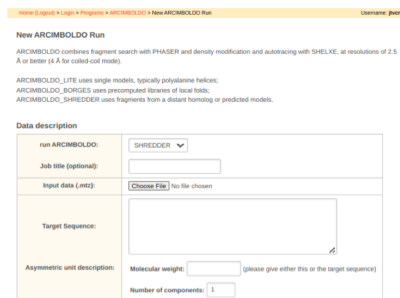 Home (Logout) > Login > Programs > ARCIMBOLDO > New ARCIMBOLDO Run Username:
New ARCIMBOLDO Run
ARCIMBOLDO combines fragment search with PHASER and density modification and autotracing with SHELXE, at resolutions of 2.5
Å or better (4 Å for coiled-coil mode).
ARCIMBOLDO_LITE uses single models, typically polyalanine helices;
ARCIMBOLDO_BORGES uses precomputed libraries of local folds;
ARCIMBOLDO_SHREDDER uses fragments from a distant homolog or predicted models.
Data description
run ARCIMBOLDO: SHREDDER
Job title (optional):
Input data (.mtz): Choose File No file chosen
Target Sequence:
Asymmetric unit description: Molecular weight: (please give either this or the target sequence)
Number of components: 1